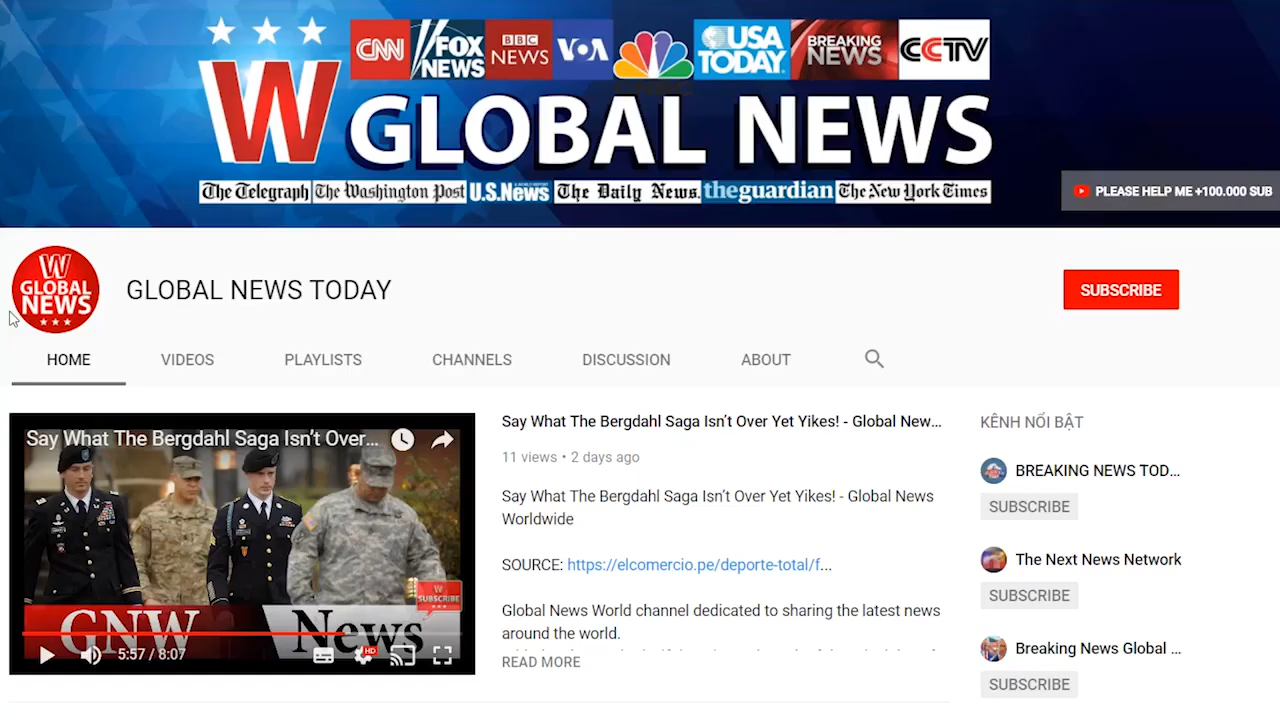 CNN FOX NEWS BBC NEWS VOA USA TODAY BREAKING NEWS CCTV
W GLOBAL NEWS
The Telegraph The Washington Post U.S.News The Daily News. theguardian The New York Times
PLEASE HELP ME +100.000 SUB
W GLOBAL NEWS
GLOBAL NEWS TODAY
SUBSCRIBE
HOME VIDEOS PLAYLISTS CHANNELS DISCUSSION ABOUT
Say What The Bergdahl Saga Isn’t Over...
W
SUBSCRIBE
GNW News
5:57 / 8:07
HD
Say What The Bergdahl Saga Isn’t Over Yet Yikes! - Global New...
11 views • 2 days ago
Say What The Bergdahl Saga Isn’t Over Yet Yikes! - Global News
Worldwide
SOURCE: https://elcomercio.pe/deporte-total/f...
Global News World channel dedicated to sharing the latest news
around the world.
READ MORE
KÊNH NỔI BẬT
BREAKING NEWS TOD...
SUBSCRIBE
The Next News Network
SUBSCRIBE
Breaking News Global ...
SUBSCRIBE